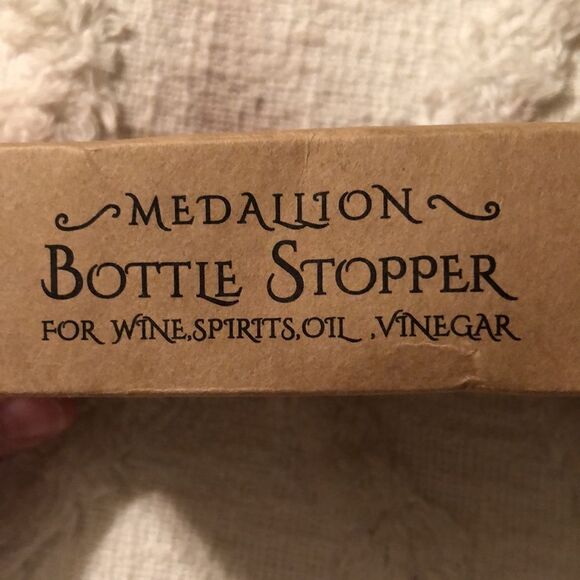 MEDALLION
BOTTLE STOPPER
FOR WINE,SPIRITS,OIL ,VINEGAR